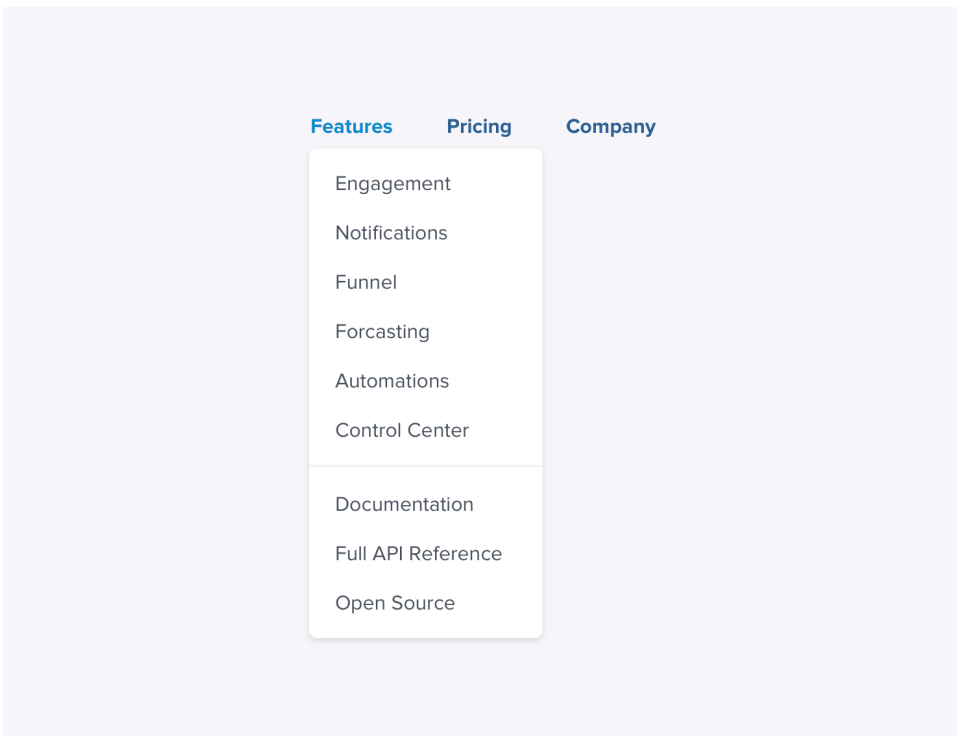 Features Pricing Company
Engagement
Notifications
Funnel
Forcasting
Automations
Control Center
Documentation
Full API Reference
Open Source